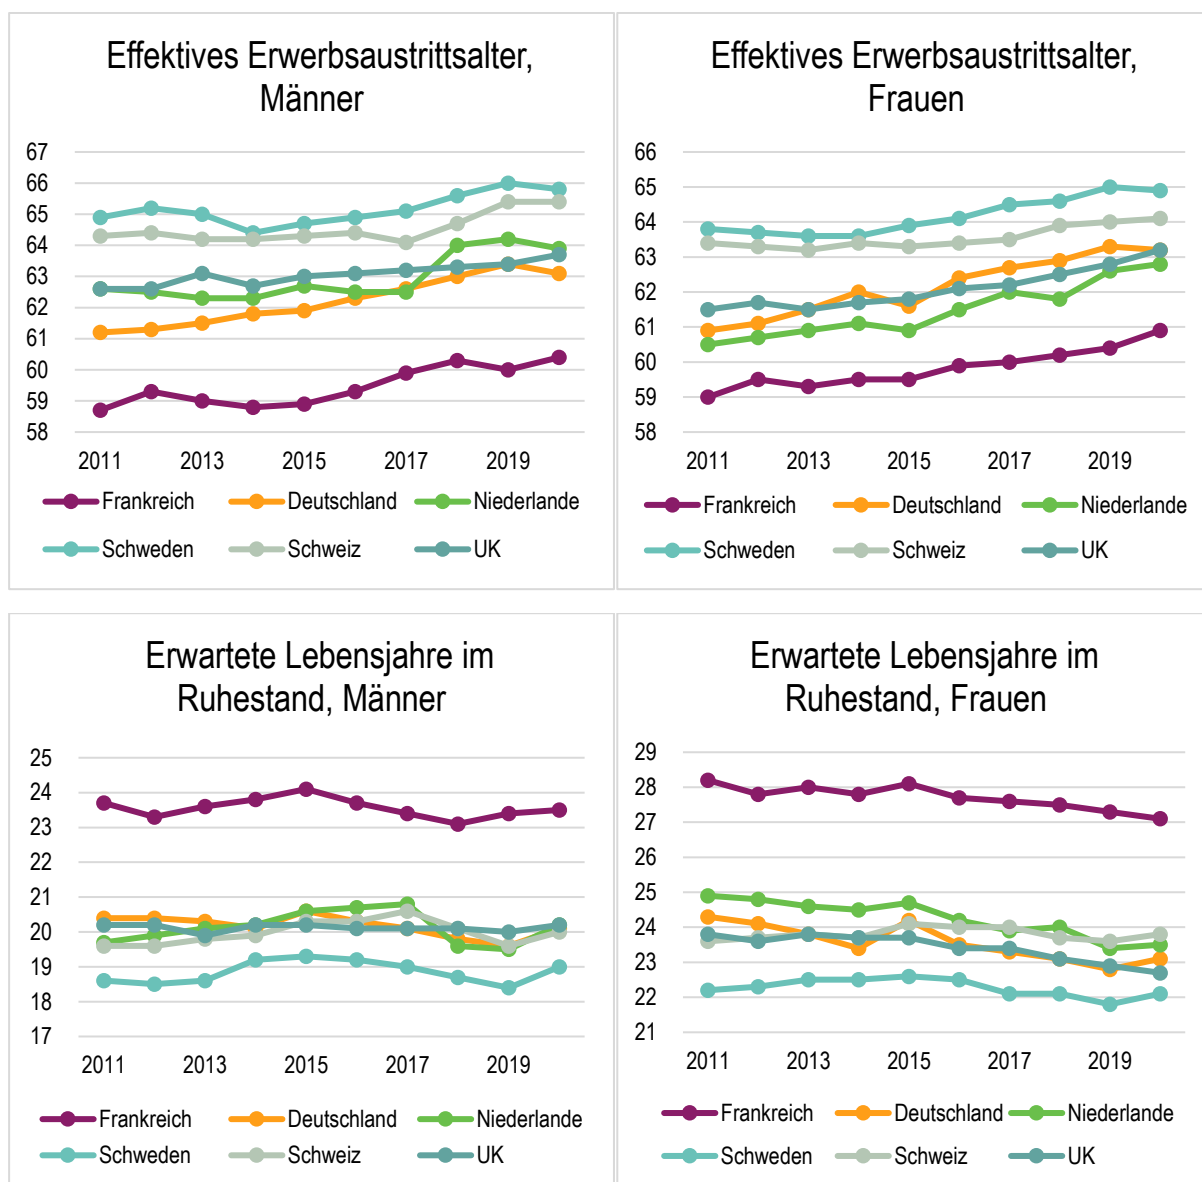 Effektives Erwerbsaustrittsalter,
Männer
67
66
65
64
63
62
61
60
59
58
2011 2013 2015 2017 2019
Frankreich Deutschland Niederlande
Schweden Schweiz UK
Effektives Erwerbsaustrittsalter,
Frauen
66
65
64
63
62
61
60
59
58
2011 2013 2015 2017 2019
Frankreich Deutschland Niederlande
Schweden Schweiz UK
Erwartete Lebensjahre im
Ruhestand, Männer
25
24
23
22
21
20
19
18
17
2011 2013 2015 2017 2019
Frankreich Deutschland Niederlande
Schweden Schweiz UK
Erwartete Lebensjahre im
Ruhestand, Frauen
29
28
27
26
25
24
23
22
21
2011 2013 2015 2017 2019
Frankreich Deutschland Niederlande
Schweden Schweiz UK